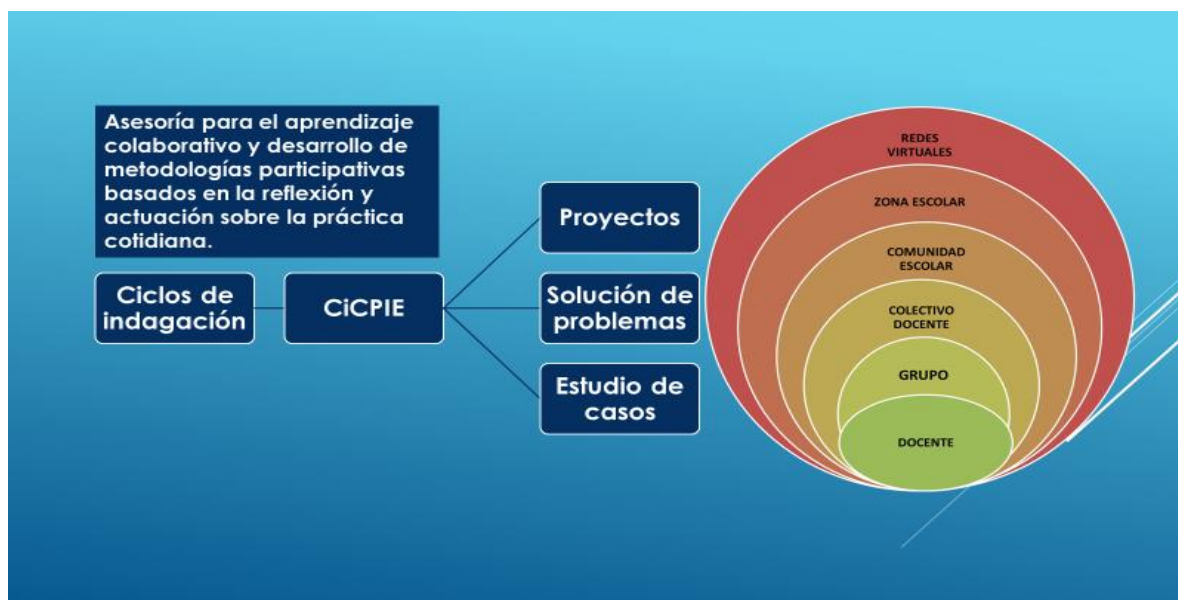 Asesoría para el aprendizaje
colaborativo y desarrollo de
metodologías participativas
basados en la reflexión y
actuación sobre la práctica
cotidiana.
Ciclos de
indagación
CiCPIE
Proyectos
Solución de
problemas
Estudio de
casos
REDES
VIRTUALES
ZONA ESCOLAR
COMUNIDAD
ESCOLAR
COLECTIVO
DOCENTE
GRUPO
DOCENTE